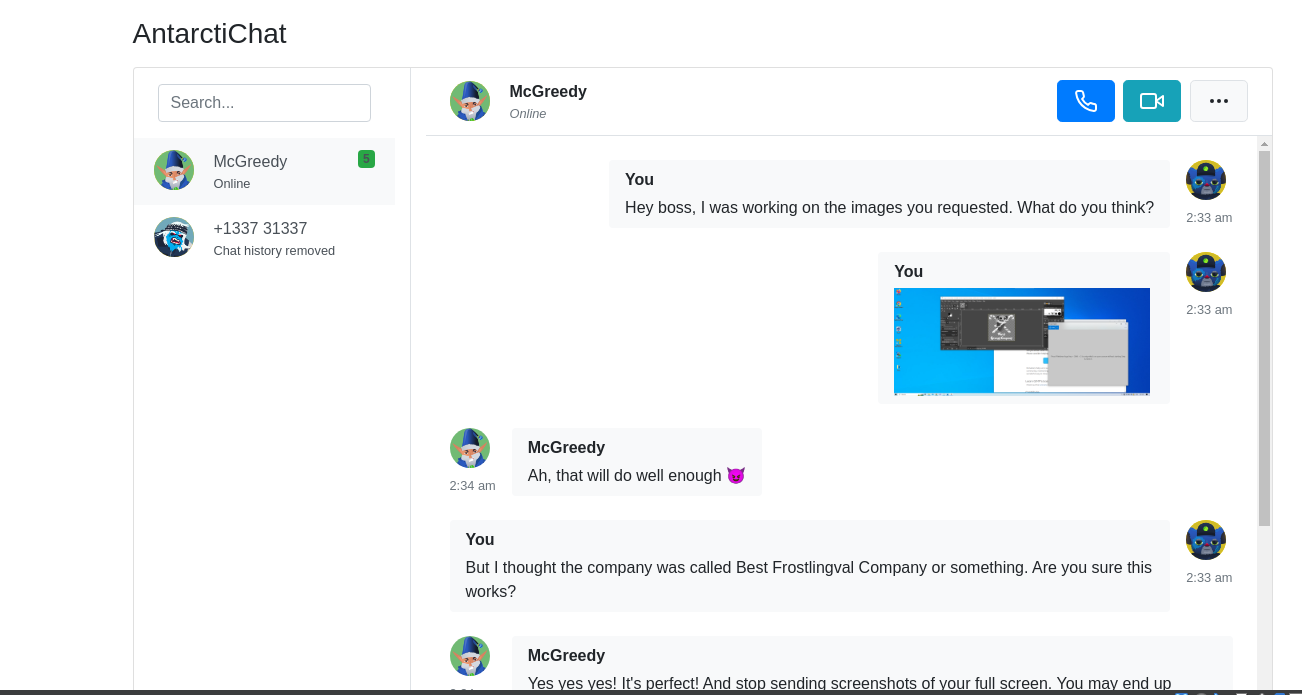 AntarctiChat
Search...
McGreedy
5
Online
+1337 31337
Chat history removed
McGreedy
Online
You
Hey boss, I was working on the images you requested. What do you think?
2:33 am
You
2:33 am
McGreedy
Ah, that will do well enough 😈
2:34 am
You
But I thought the company was called Best Frostlingval Company or something. Are you sure this
works?
2:33 am
McGreedy
Yes yes yes! It's perfect! And stop sending screenshots of your full screen. You may end up